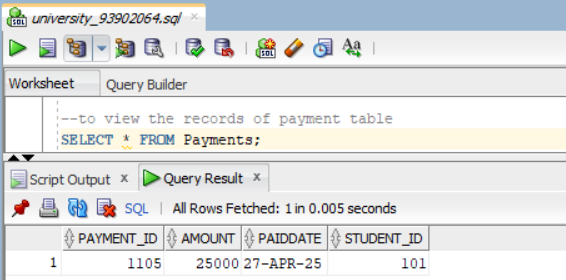 university_93902064.sql
Worksheet Query Builder
--to view the records of payment table
SELECT * FROM Payments;
Script Output x Query Result x
SQL | All Rows Fetched: 1 in 0.005 seconds
PAYMENT_ID AMOUNT PAIDDATE STUDENT_ID
1 1105 25000 27-APR-25 101